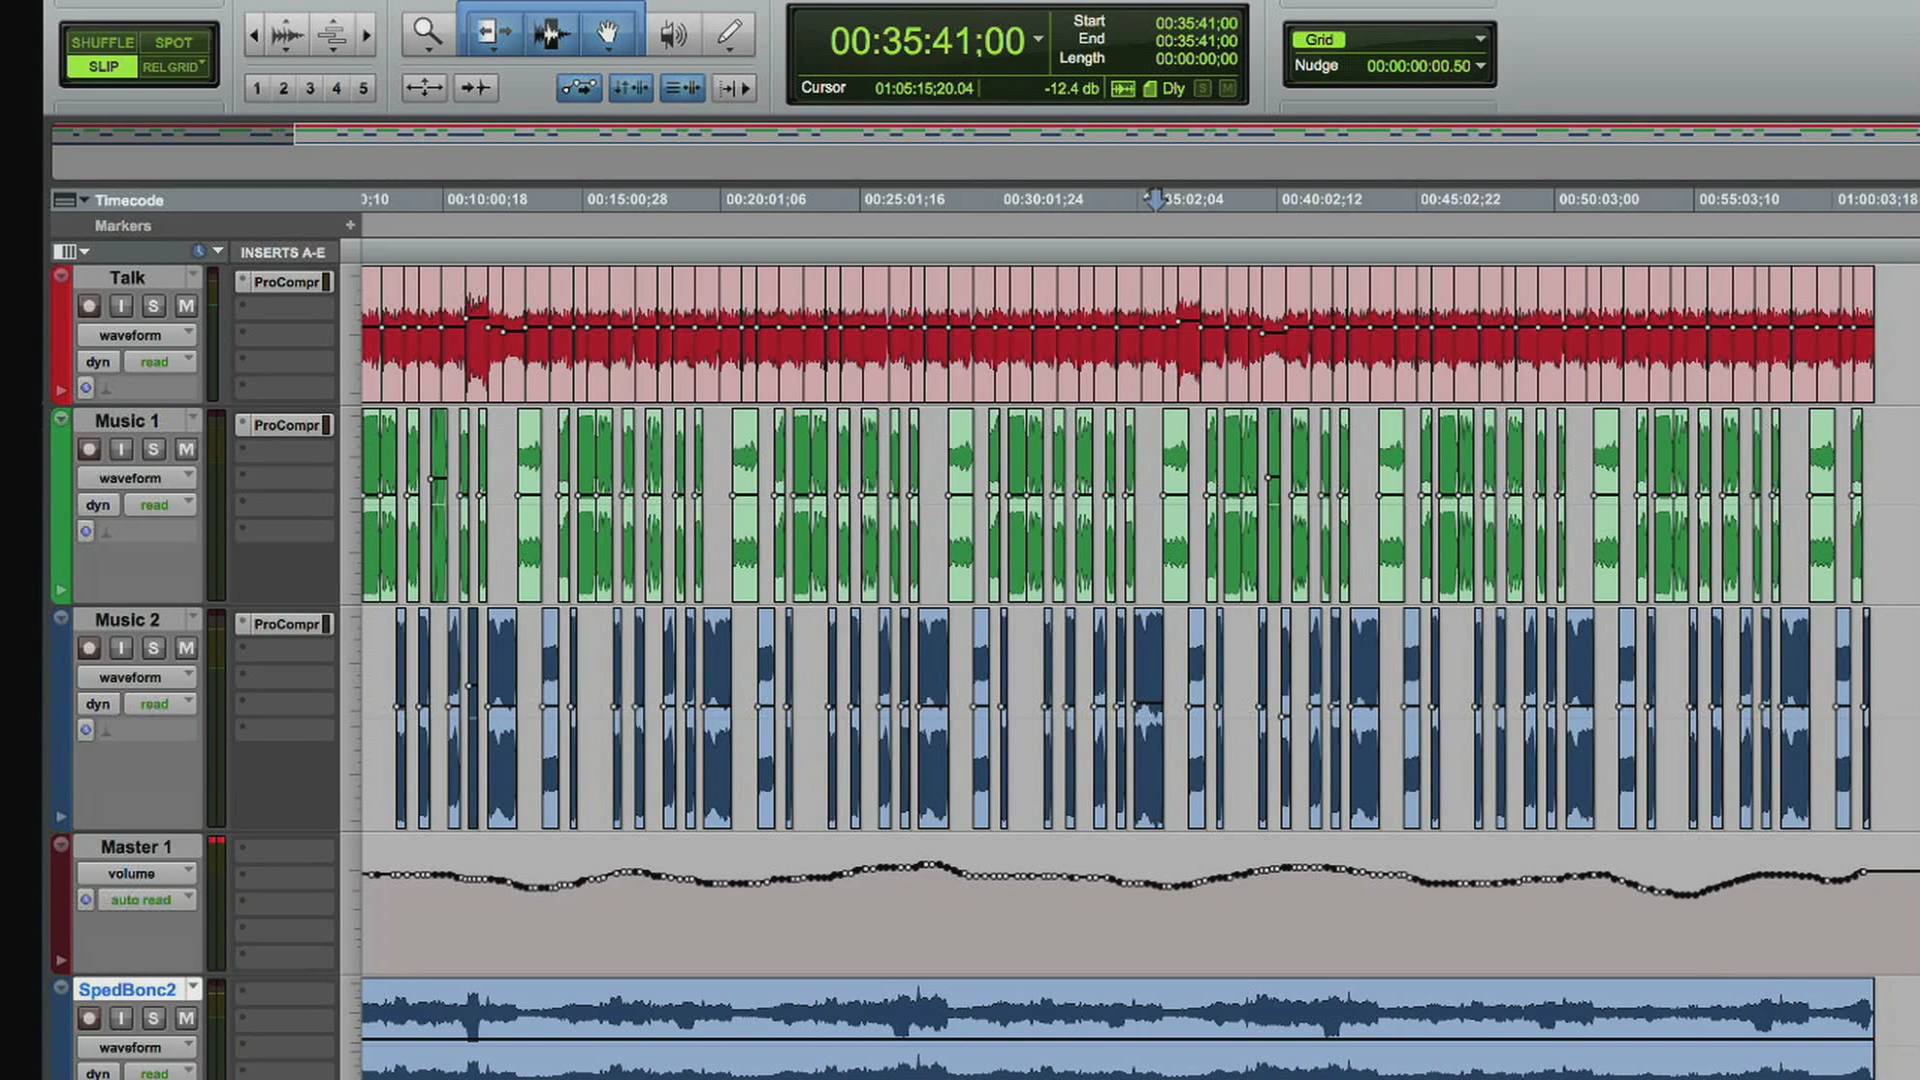 SHUFFLE SPOT
SLIP REL GRID
1 2 3 4 5
00:35:41;00
Start 00:35:41;00
End 00:35:41;00
Length 00:00:00;00
Cursor 01:05:15;20.04 -12.4 db Dly S M
Grid
Nudge 00:00:00:00.50
Timecode
0;10 00:10:00;18 00:15:00;28 00:20:01;06 00:25:01;16 00:30:01;24 35:02;04 00:40:02;12 00:45:02;22 00:50:03;00 00:55:03;10 01:00:03;18
Markers +
INSERTS A-E
Talk ProCompr
I S M
waveform
dyn read
Music 1 ProCompr
I S M
waveform
dyn read
Music 2 ProCompr
I S M
waveform
dyn read
Master 1
volume
auto read
SpedBonc2
I S M
waveform
dyn read